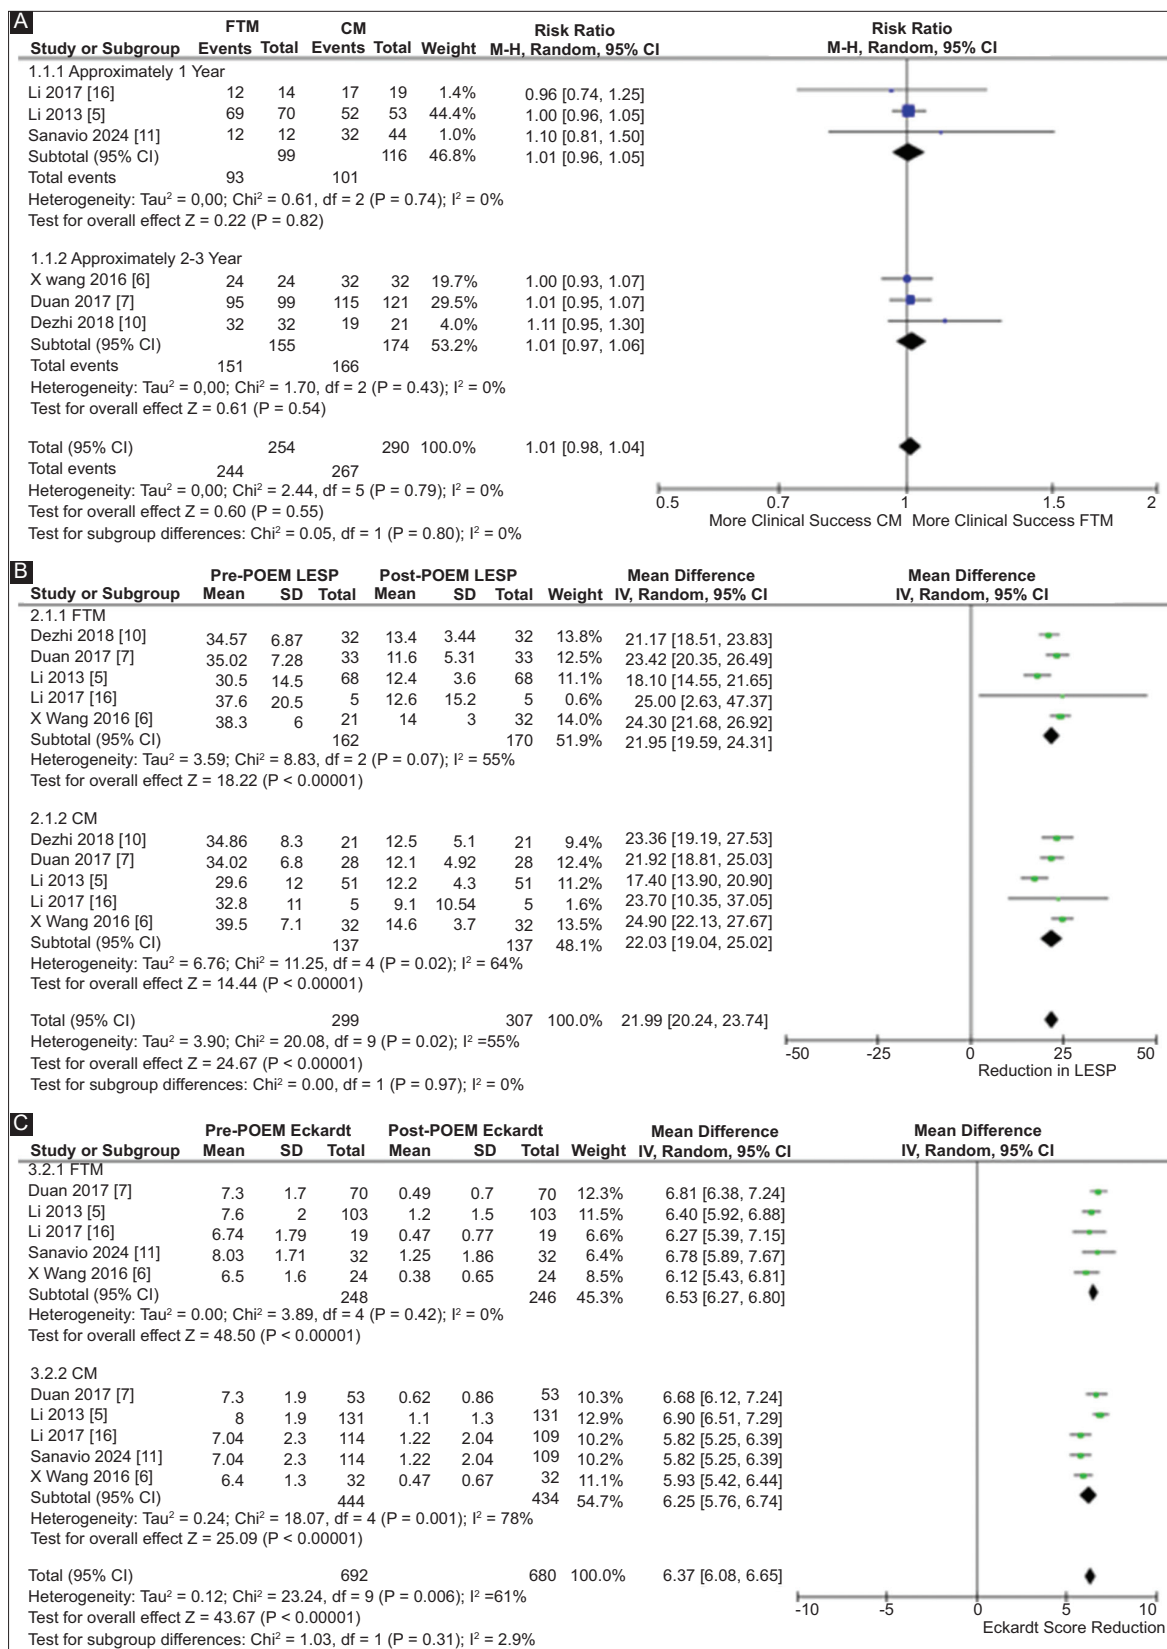 A
FTM CM Risk Ratio Risk Ratio
Study or Subgroup Events Total Events Total Weight M-H, Random, 95% CI M-H, Random, 95% CI
1.1.1 Approximately 1 Year
Li 2017 [16] 12 14 17 19 1.4% 0.96 [0.74, 1.25]
Li 2013 [5] 69 70 52 53 44.4% 1.00 [0.96, 1.05]
Sanavio 2024 [11] 12 12 32 44 1.0% 1.10 [0.81, 1.50]
Subtotal (95% CI) 99 116 46.8% 1.01 [0.96, 1.05]
Total events 93 101
Heterogeneity: Tau² = 0,00; Chi² = 0.61, df = 2 (P = 0.74); I² = 0%
Test for overall effect Z = 0.22 (P = 0.82)
1.1.2 Approximately 2-3 Year
X wang 2016 [6] 24 24 32 32 19.7% 1.00 [0.93, 1.07]
Duan 2017 [7] 95 99 115 121 29.5% 1.01 [0.95, 1.07]
Dezhi 2018 [10] 32 32 19 21 4.0% 1.11 [0.95, 1.30]
Subtotal (95% CI) 155 174 53.2% 1.01 [0.97, 1.06]
Total events 151 166
Heterogeneity: Tau² = 0,00; Chi² = 1.70, df = 2 (P = 0.43); I² = 0%
Test for overall effect Z = 0.61 (P = 0.54)
Total (95% CI) 254 290 100.0% 1.01 [0.98, 1.04]
Total events 244 267
Heterogeneity: Tau² = 0,00; Chi² = 2.44, df = 5 (P = 0.79); I² = 0%
Test for overall effect Z = 0.60 (P = 0.55)
Test for subgroup differences: Chi² = 0.05, df = 1 (P = 0.80); I² = 0%
0.5 0.7 1 1.5 2
More Clinical Success CM More Clinical Success FTM
B
Pre-POEM LESP Post-POEM LESP Mean Difference Mean Difference
Study or Subgroup Mean SD Total Mean SD Total Weight IV, Random, 95% CI IV, Random, 95% CI
2.1.1 FTM
Dezhi 2018 [10] 34.57 6.87 32 13.4 3.44 32 13.8% 21.17 [18.51, 23.83]
Duan 2017 [7] 35.02 7.28 33 11.6 5.31 33 12.5% 23.42 [20.35, 26.49]
Li 2013 [5] 30.5 14.5 68 12.4 3.6 68 11.1% 18.10 [14.55, 21.65]
Li 2017 [16] 37.6 20.5 5 12.6 15.2 5 0.6% 25.00 [2.63, 47.37]
X Wang 2016 [6] 38.3 6 21 14 3 32 14.0% 24.30 [21.68, 26.92]
Subtotal (95% CI) 162 170 51.9% 21.95 [19.59, 24.31]
Heterogeneity: Tau² = 3.59; Chi² = 8.83, df = 2 (P = 0.07); I² = 55%
Test for overall effect Z = 18.22 (P < 0.00001)
2.1.2 CM
Dezhi 2018 [10] 34.86 8.3 21 12.5 5.1 21 9.4% 23.36 [19.19, 27.53]
Duan 2017 [7] 34.02 6.8 28 12.1 4.92 28 12.4% 21.92 [18.81, 25.03]
Li 2013 [5] 29.6 12 51 12.2 4.3 51 11.2% 17.40 [13.90, 20.90]
Li 2017 [16] 32.8 11 5 9.1 10.54 5 1.6% 23.70 [10.35, 37.05]
X Wang 2016 [6] 39.5 7.1 32 14.6 3.7 32 13.5% 24.90 [22.13, 27.67]
Subtotal (95% CI) 137 137 48.1% 22.03 [19.04, 25.02]
Heterogeneity: Tau² = 6.76; Chi² = 11.25, df = 4 (P = 0.02); I² = 64%
Test for overall effect Z = 14.44 (P < 0.00001)
Total (95% CI) 299 307 100.0% 21.99 [20.24, 23.74]
Heterogeneity: Tau² = 3.90; Chi² = 20.08, df = 9 (P = 0.02); I² =55%
Test for overall effect Z = 24.67 (P < 0.00001)
Test for subgroup differences: Chi² = 0.00, df = 1 (P = 0.97); I² = 0%
-50 -25 0 25 50
Reduction in LESP
C
Pre-POEM Eckardt Post-POEM Eckardt Mean Difference Mean Difference
Study or Subgroup Mean SD Total Mean SD Total Weight IV, Random, 95% CI IV, Random, 95% CI
3.2.1 FTM
Duan 2017 [7] 7.3 1.7 70 0.49 0.7 70 12.3% 6.81 [6.38, 7.24]
Li 2013 [5] 7.6 2 103 1.2 1.5 103 11.5% 6.40 [5.92, 6.88]
Li 2017 [16] 6.74 1.79 19 0.47 0.77 19 6.6% 6.27 [5.39, 7.15]
Sanavio 2024 [11] 8.03 1.71 32 1.25 1.86 32 6.4% 6.78 [5.89, 7.67]
X Wang 2016 [6] 6.5 1.6 24 0.38 0.65 24 8.5% 6.12 [5.43, 6.81]
Subtotal (95% CI) 248 246 45.3% 6.53 [6.27, 6.80]
Heterogeneity: Tau² = 0.00; Chi² = 3.89, df = 4 (P = 0.42); I² = 0%
Test for overall effect Z = 48.50 (P < 0.00001)
3.2.2 CM
Duan 2017 [7] 7.3 1.9 53 0.62 0.86 53 10.3% 6.68 [6.12, 7.24]
Li 2013 [5] 8 1.9 131 1.1 1.3 131 12.9% 6.90 [6.51, 7.29]
Li 2017 [16] 7.04 2.3 114 1.22 2.04 109 10.2% 5.82 [5.25, 6.39]
Sanavio 2024 [11] 7.04 2.3 114 1.22 2.04 109 10.2% 5.82 [5.25, 6.39]
X Wang 2016 [6] 6.4 1.3 32 0.47 0.67 32 11.1% 5.93 [5.42, 6.44]
Subtotal (95% CI) 444 434 54.7% 6.25 [5.76, 6.74]
Heterogeneity: Tau² = 0.24; Chi² = 18.07, df = 4 (P = 0.001); I² = 78%
Test for overall effect Z = 25.09 (P < 0.00001)
Total (95% CI) 692 680 100.0% 6.37 [6.08, 6.65]
Heterogeneity: Tau² = 0.12; Chi² = 23.24, df = 9 (P = 0.006); I² =61%
Test for overall effect Z = 43.67 (P < 0.00001)
Test for subgroup differences: Chi² = 1.03, df = 1 (P = 0.31); I² = 2.9%
-10 -5 0 5 10
Eckardt Score Reduction